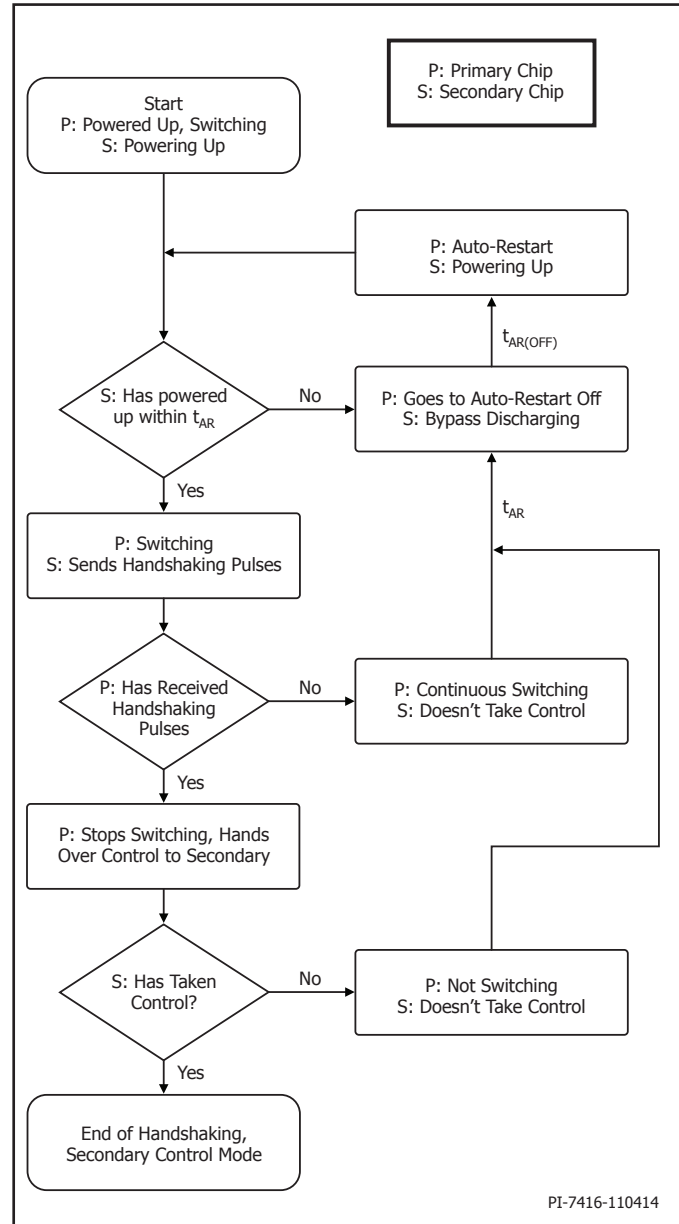 P: Primary Chip
S: Secondary Chip
Start
P: Powered Up, Switching
S: Powering Up
P: Auto-Restart
S: Powering Up
tAR(OFF)
S: Has powered
up within tAR
No
P: Goes to Auto-Restart Off
S: Bypass Discharging
Yes
tAR
P: Switching
S: Sends Handshaking Pulses
P: Has Received
Handshaking
Pulses
No
P: Continuous Switching
S: Doesn't Take Control
Yes
P: Stops Switching, Hands
Over Control to Secondary
S: Has Taken
Control?
No
P: Not Switching
S: Doesn't Take Control
Yes
End of Handshaking,
Secondary Control Mode
PI-7416-110414